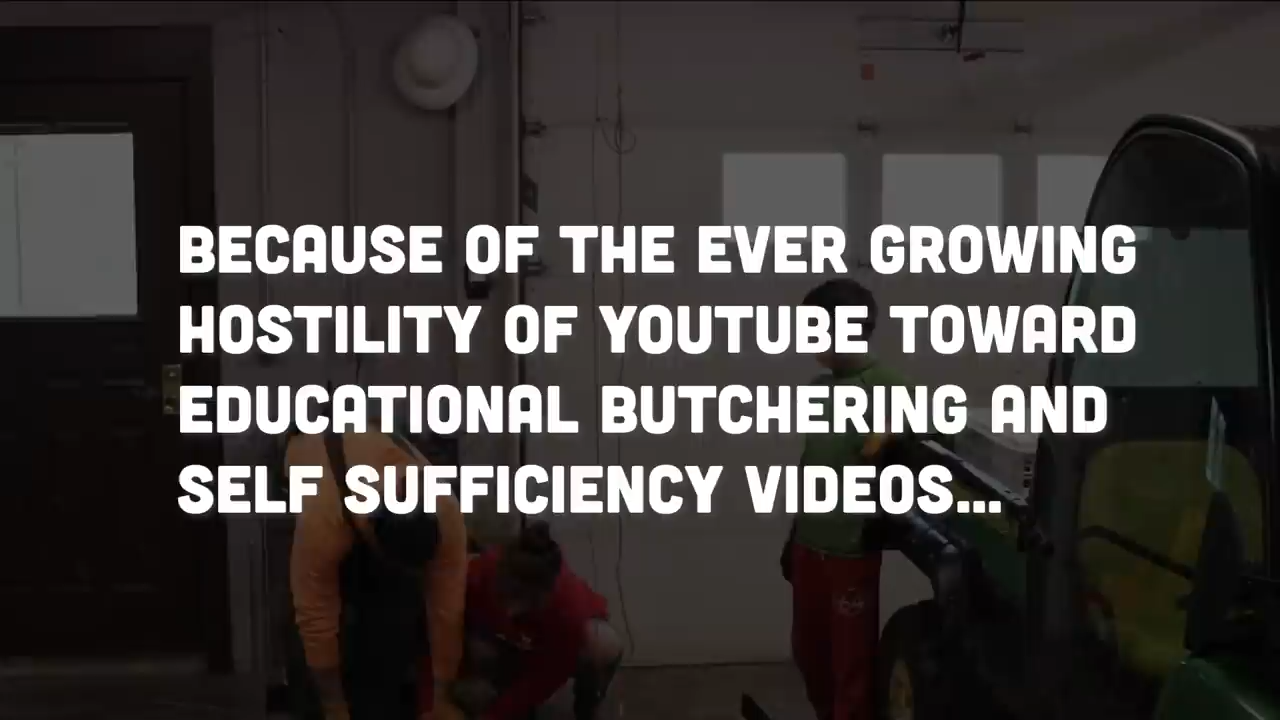 BECAUSE OF THE EVER GROWING
HOSTILITY OF YOUTUBE TOWARD
EDUCATIONAL BUTCHERING AND
SELF SUFFICIENCY VIDEOS...